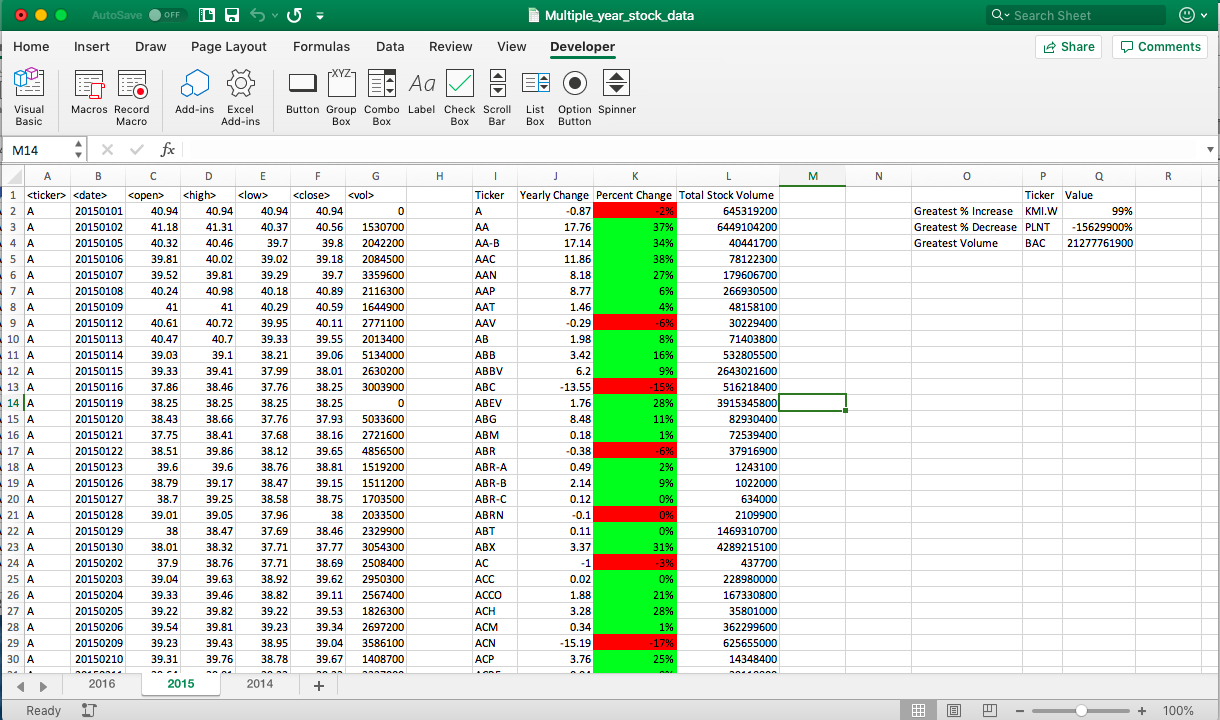 AutoSave OFF Multiple_year_stock_data Search Sheet
Home Insert Draw Page Layout Formulas Data Review View Developer Share Comments
Visual Basic Macros Record Macro Add-ins Excel Add-ins Button Group Box Combo Box Label Check Box Scroll Bar List Box Option Button Spinner
M14 fx
A B C D E F G H I J K L M N O P Q R
1 <ticker> <date> <open> <high> <low> <close> <vol> Ticker Yearly Change Percent Change Total Stock Volume Ticker Value
2 A 20150101 40.94 40.94 40.94 40.94 0 A -0.87 -2% 645319200 Greatest % Increase KMI.W 99%
3 A 20150102 41.18 41.31 40.37 40.56 1530700 AA 17.76 37% 6449104200 Greatest % Decrease PLNT -15629900%
4 A 20150105 40.32 40.46 39.7 39.8 2042200 AA-B 17.14 34% 40441700 Greatest Volume BAC 21277761900
5 A 20150106 39.81 40.02 39.02 39.18 2084500 AAC 11.86 38% 78122300
6 A 20150107 39.52 39.81 39.29 39.7 3359600 AAN 8.18 27% 179606700
7 A 20150108 40.24 40.98 40.18 40.89 2116300 AAP 8.77 6% 266930500
8 A 20150109 41 41 40.29 40.59 1644900 AAT 1.46 4% 48158100
9 A 20150112 40.61 40.72 39.95 40.11 2771100 AAV -0.29 -6% 30229400
10 A 20150113 40.47 40.7 39.33 39.55 2013400 AB 1.98 8% 71403800
11 A 20150114 39.03 39.1 38.21 39.06 5134000 ABB 3.42 16% 532805500
12 A 20150115 39.33 39.41 37.99 38.01 2630200 ABBV 6.2 9% 2643021600
13 A 20150116 37.86 38.46 37.76 38.25 3003900 ABC -13.55 -15% 516218400
14 A 20150119 38.25 38.25 38.25 38.25 0 ABEV 1.76 28% 3915345800
15 A 20150120 38.43 38.66 37.76 37.93 5033600 ABG 8.48 11% 82930400
16 A 20150121 37.75 38.41 37.68 38.16 2721600 ABM 0.18 1% 72539400
17 A 20150122 38.51 39.86 38.12 39.65 4856500 ABR -0.38 -6% 37916900
18 A 20150123 39.6 39.6 38.76 38.81 1519200 ABR-A 0.49 2% 1243100
19 A 20150126 38.79 39.17 38.47 39.15 1511200 ABR-B 2.14 9% 1022000
20 A 20150127 38.7 39.25 38.58 38.75 1703500 ABR-C 0.12 0% 634000
21 A 20150128 39.01 39.05 37.96 38 2033500 ABRN -0.1 0% 2109900
22 A 20150129 38 38.47 37.69 38.46 2329900 ABT 0.11 0% 1469310700
23 A 20150130 38.01 38.32 37.71 37.77 3054300 ABX 3.37 31% 4289215100
24 A 20150202 37.9 38.76 37.71 38.69 2508400 AC -1 -3% 437700
25 A 20150203 39.04 39.63 38.92 39.62 2950300 ACC 0.02 0% 228980000
26 A 20150204 39.33 39.46 38.82 39.11 2567400 ACCO 1.88 21% 167330800
27 A 20150205 39.22 39.82 39.22 39.53 1826300 ACH 3.28 28% 35801000
28 A 20150206 39.54 39.81 39.23 39.34 2697200 ACM 0.34 1% 362299600
29 A 20150209 39.23 39.43 38.95 39.04 3586100 ACN -15.19 -17% 625655000
30 A 20150210 39.31 39.76 38.78 39.67 1408700 ACP 3.76 25% 14348400
2016 2015 2014 +
Ready 100%